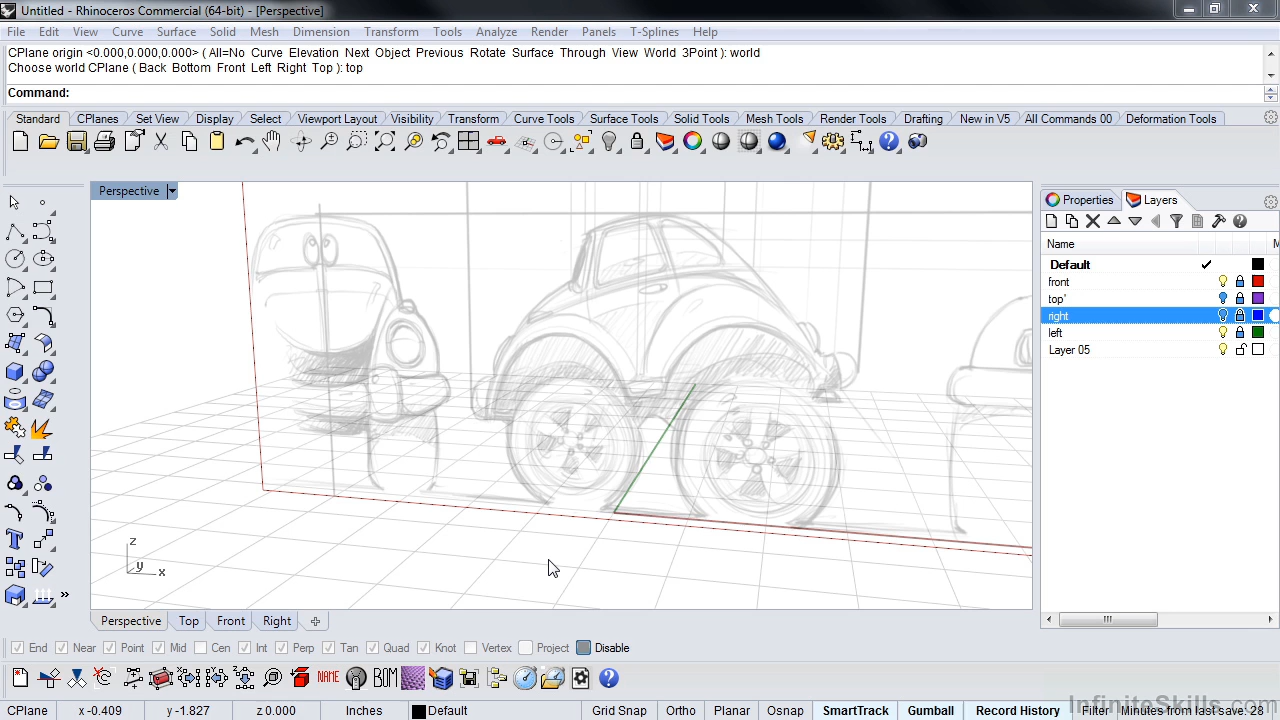 Untitled - Rhinoceros Commercial (64-bit) - [Perspective]
File Edit View Curve Surface Solid Mesh Dimension Transform Tools Analyze Render Panels T-Splines Help
CPlane origin <0.000,0.000,0.000> ( All=No Curve Elevation Next Object Previous Rotate Surface Through View World 3Point ): world
Choose world CPlane ( Back Bottom Front Left Right Top ): top
Command:
Standard CPlanes Set View Display Select Viewport Layout Visibility Transform Curve Tools Surface Tools Solid Tools Mesh Tools Render Tools Drafting New in V5 All Commands 00 Deformation Tools
Perspective
Properties Layers
Name M
Default
front
top'
right
left
Layer 05
z
y x
Perspective Top Front Right
End Near Point Mid Cen Int Perp Tan Quad Knot Vertex Project Disable
NAME BOM
CPlane x -0.409 y -1.827 z 0.000 Inches Default Grid Snap Ortho Planar Osnap SmartTrack Gumball Record History Filter Minutes from last save: 28
InfiniteSkills.com